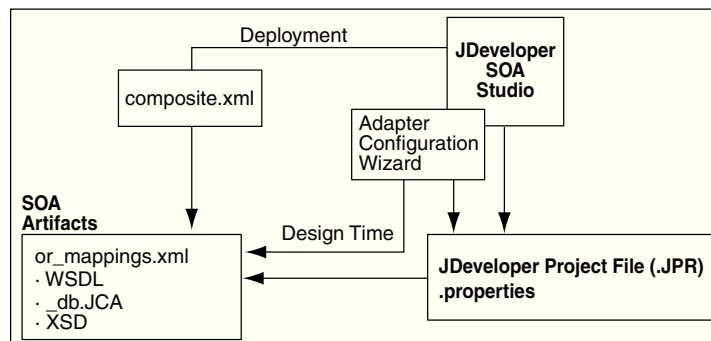 Deployment
JDeveloper
SOA
Studio
composite.xml
Adapter
Configuration
Wizard
SOA
Artifacts
Design Time
or_mappings.xml
· WSDL
· _db.JCA
· XSD
JDeveloper Project File (.JPR)
.properties